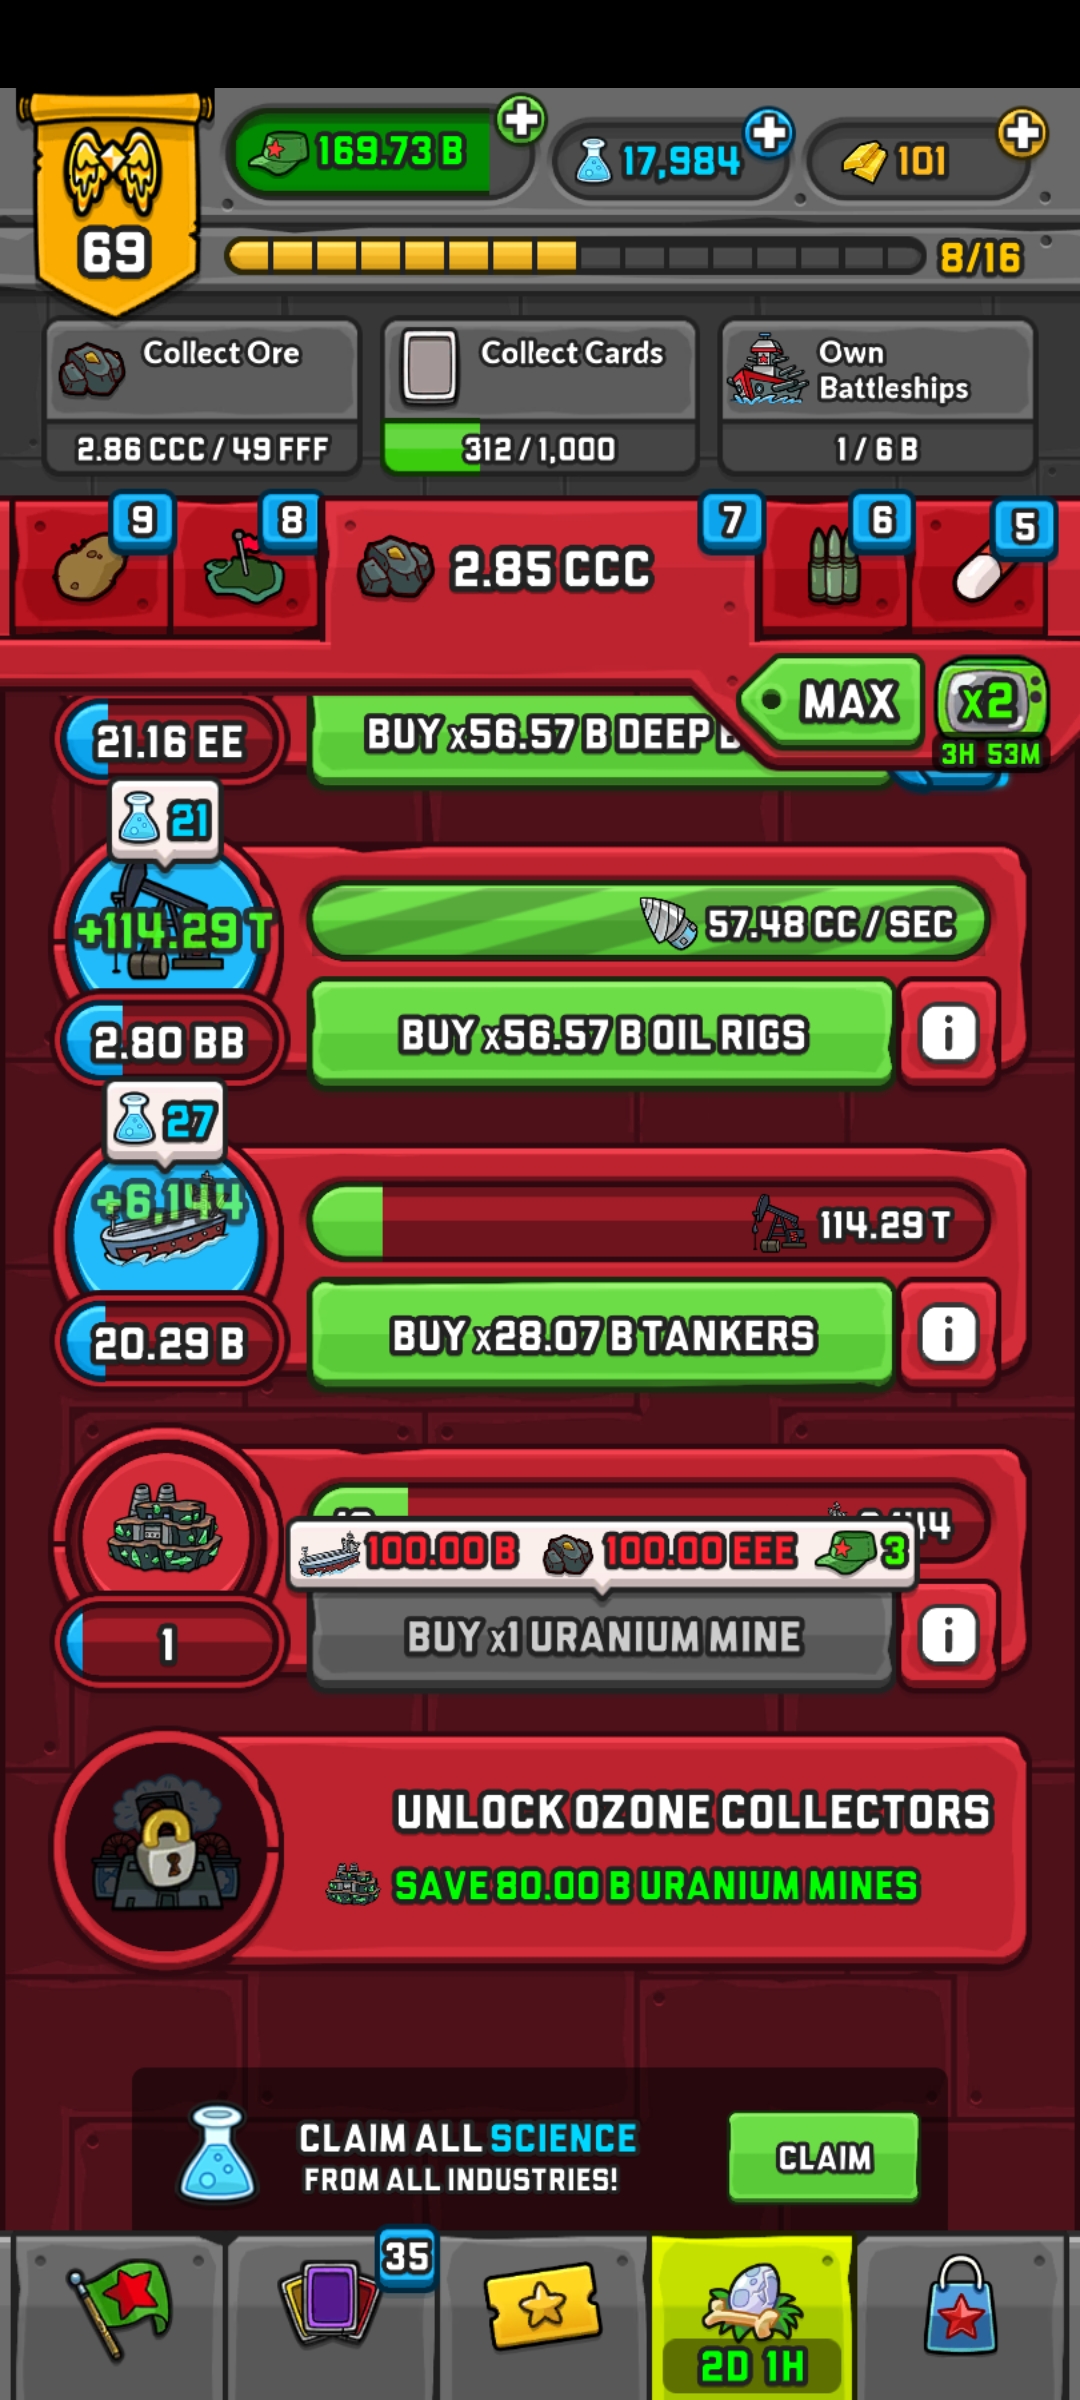 169.73 B
17,984
101
69
8/16
Collect Ore
2.86 CCC / 49 FFF
Collect Cards
312 / 1,000
Own
Battleships
1 / 6 B
9
8
2.85 CCC
7
6
5
MAX
x2
3H 53M
21.16 EE
BUY x56.57 B DEEP
21
+114.29 T
57.48 CC / SEC
2.80 BB
BUY x56.57 B OIL RIGS
i
27
+6,144
114.29 T
20.29 B
BUY x28.07 B TANKERS
i
100.00 B
100.00 EEE
3
1
BUY x1 URANIUM MINE
i
UNLOCK OZONE COLLECTORS
SAVE 80.00 B URANIUM MINES
CLAIM ALL SCIENCE
FROM ALL INDUSTRIES!
CLAIM
35
2D 1H